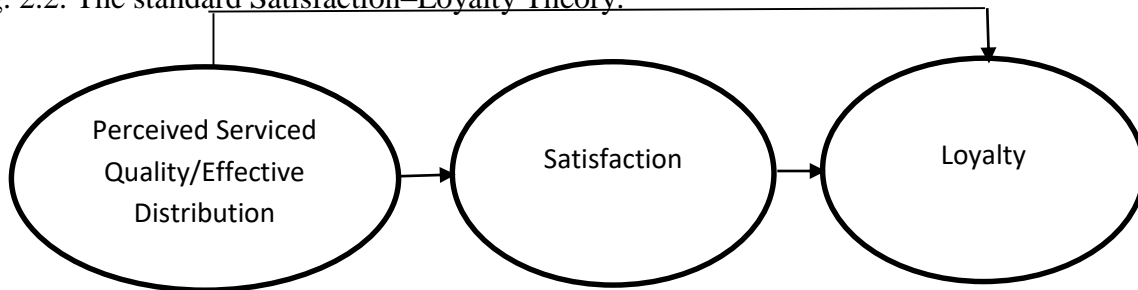 . 2.2. The standard Satisfaction–Loyalty Theory.
Perceived Serviced
Quality/Effective
Distribution
Satisfaction
Loyalty